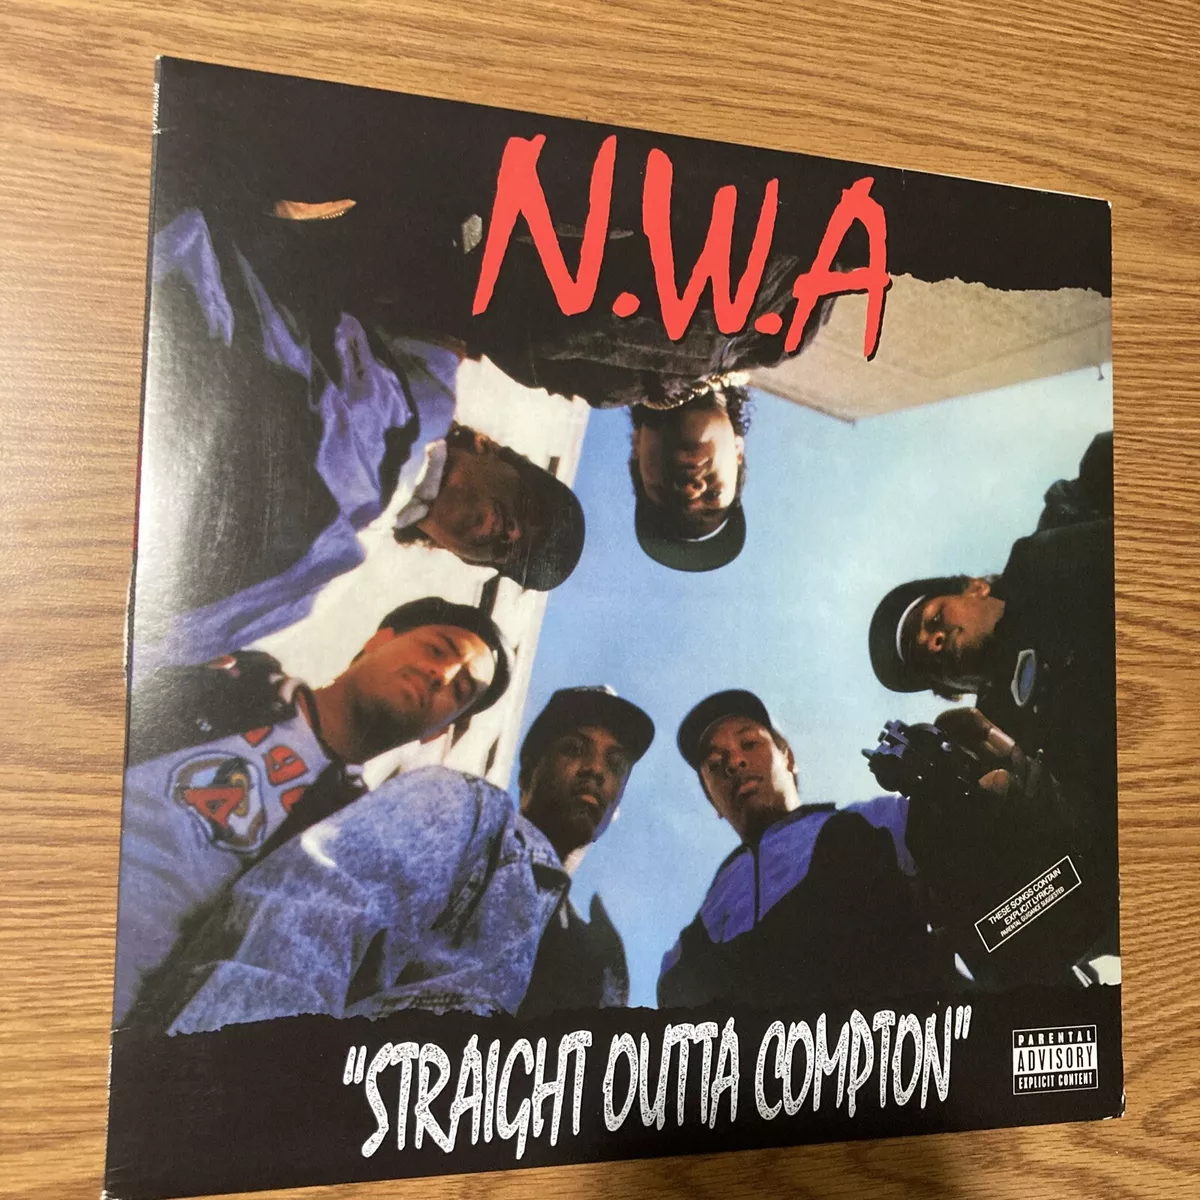 N.W.A
THESE SONGS CONTAIN
EXPLICIT LYRICS
PARENTAL GUIDANCE SUGGESTED
"STRAIGHT OUTTA COMPTON"
PARENTAL
ADVISORY
EXPLICIT CONTENT